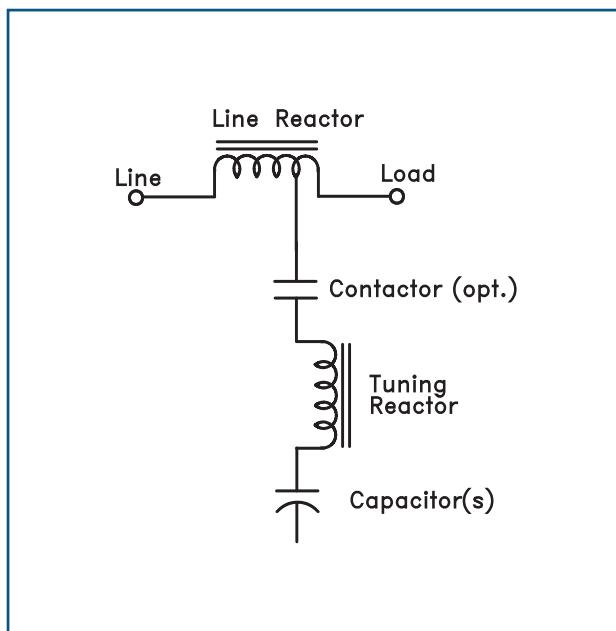 Line Reactor
Line
Load
Contactor (opt.)
Tuning
Reactor
Capacitor(s)